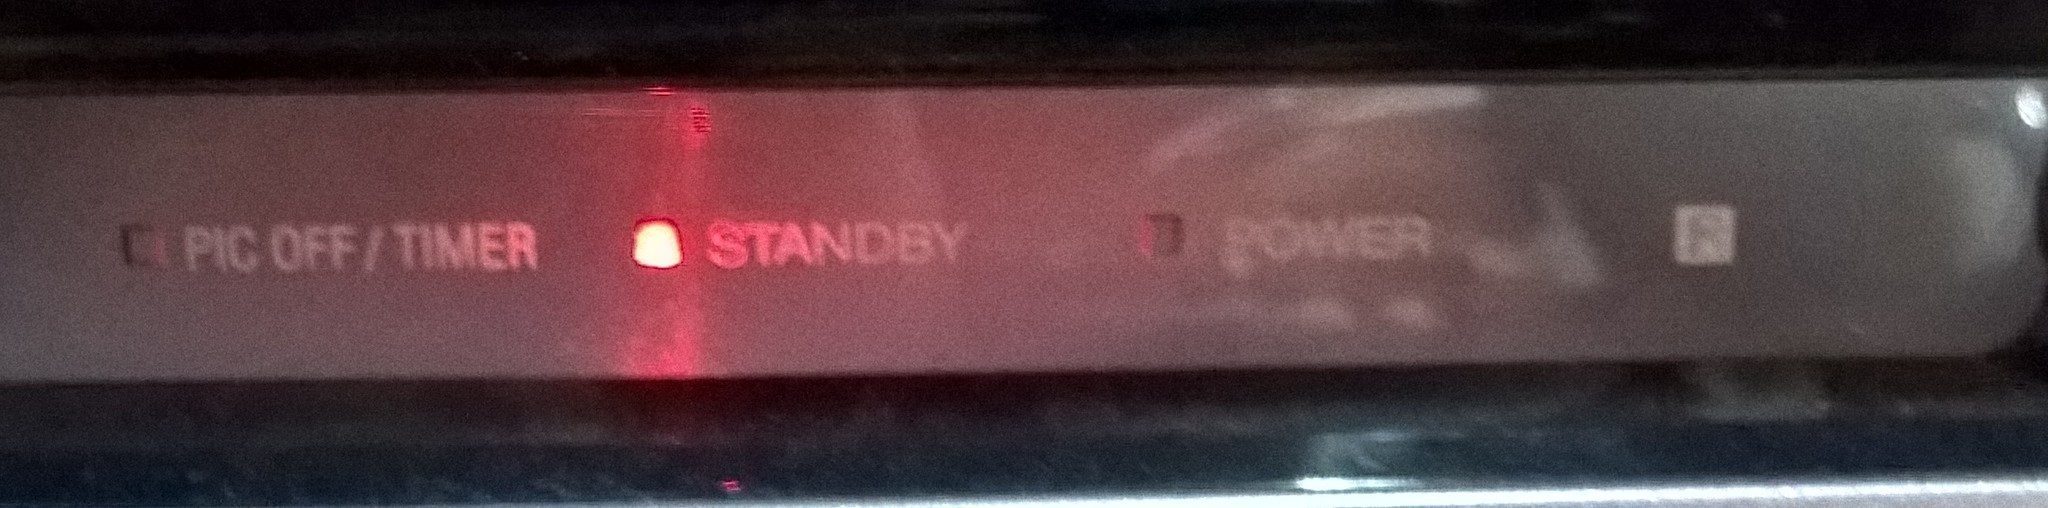 PIC OFF / TIMER STANDBY POWER